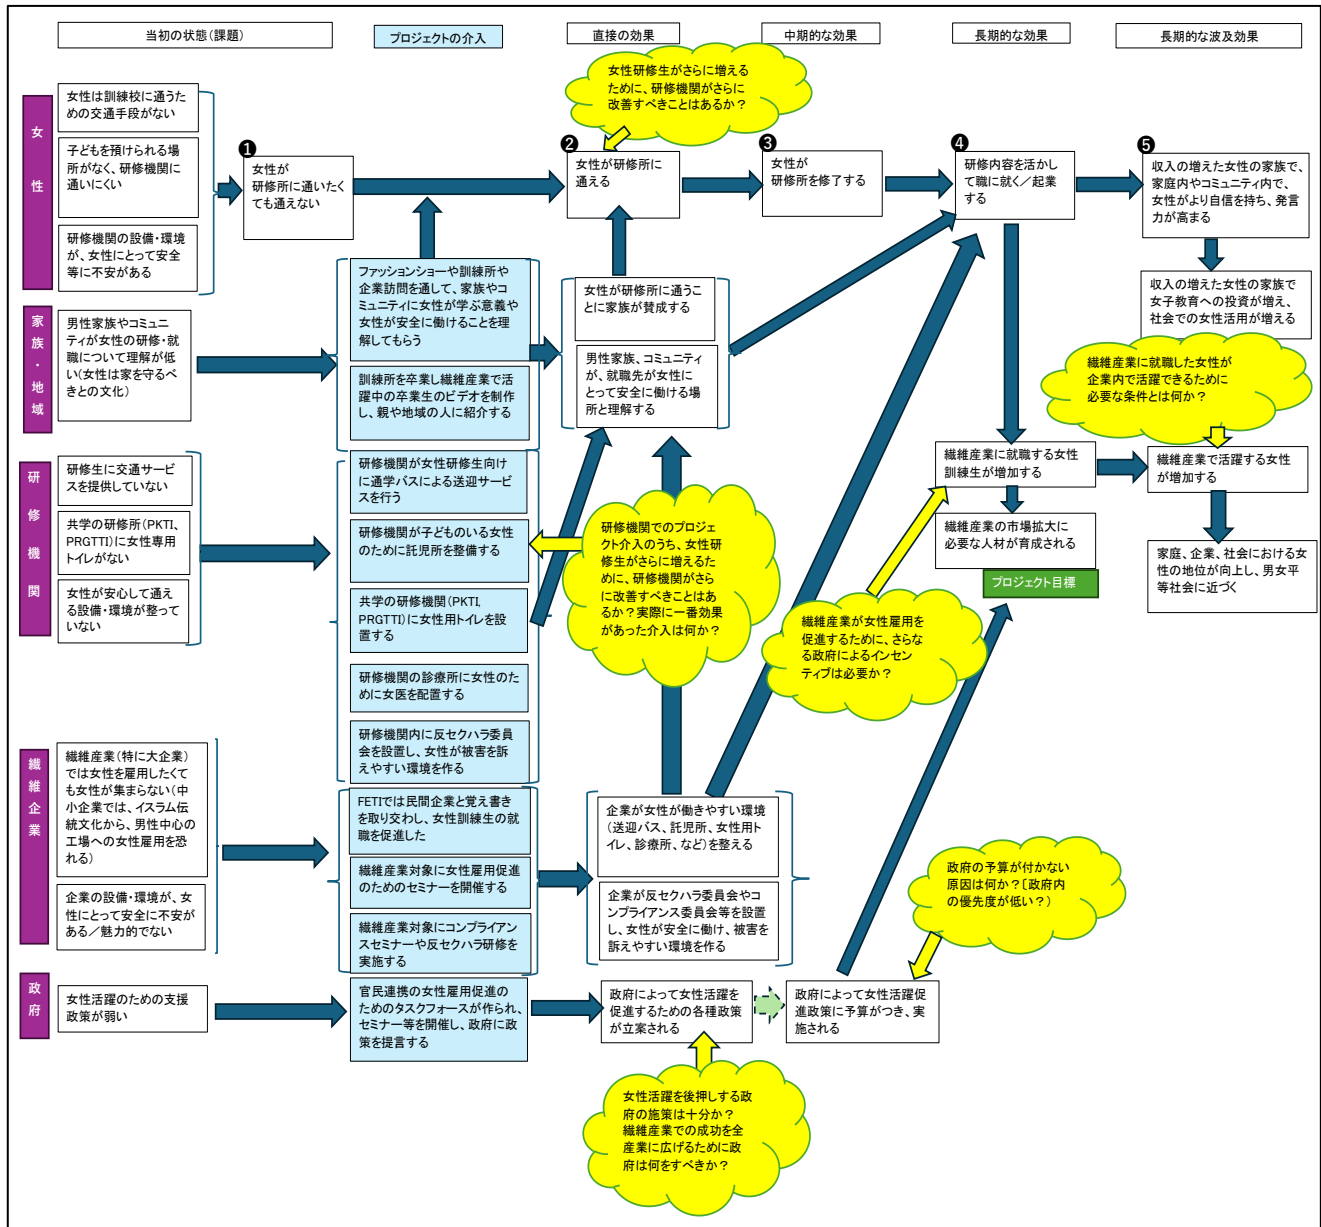 当初の状態(課題)
プロジェクトの介入
直接の効果
中期的な効果
長期的な効果
長期的な波及効果
女性研修生がさらに増える
ために、研修機関がさらに
改善すべきことはあるか？
女性
女性は訓練校に通うた
めの交通手段がない
子どもを預けられる場
所がなく、研修機関に
通いにくい
研修機関の設備・環境
が、女性にとって安全
等に不安がある
❶
女性が
研修所に通いたく
ても通えない
❷
女性が研修所に
通える
❸
女性が
研修所を修了する
❹
研修内容を活かし
て職に就く／起業
する
❺
収入の増えた女性の家族で、
家庭内やコミュニティ内で、
女性がより自信を持ち、発言
力が高まる
収入の増えた女性の家族で
女子教育への投資が増え、
社会での女性活用が増える
家族・地域
男性家族やコミュニ
ティが女性の研修・就
職について理解が低
い(女性は家を守るべ
きとの文化)
ファッションショーや訓練所や
企業訪問を通して、家族やコ
ミュニティに女性が学ぶ意義や
女性が安全に働けることを理
解してもらう
訓練所を卒業し繊維産業で活
躍中の卒業生のビデオを制作
し、親や地域の人に紹介する
女性が研修所に通うこ
とに家族が賛成する
男性家族、コミュニティ
が、就職先が女性に
とって安全に働ける場
所と理解する
繊維産業に就職した女性が
企業内で活躍できるために
必要な条件とは何か？
研修機関
研修生に交通サービ
スを提供していない
共学の研修所(PKTI、
PRGTTI)に女性専用
トイレがない
女性が安心して通え
る設備・環境が整って
いない
研修機関が女性研修生向け
に通学バスによる送迎サービ
スを行う
研修機関が子どものいる女性
のために託児所を整備する
共学の研修機関(PKTI,
PRGTTI)に女性用トイレを設
置する
研修機関の診療所に女性のた
めに女医を配置する
研修機関内に反セクハラ委員
会を設置し、女性が被害を訴
えやすい環境を作る
研修機関でのプロジェ
クト介入のうち、女性研
修生がさらに増えるた
めに、研修機関がさら
に改善すべきことはあ
るか？実際に一番効果
があった介入は何か？
繊維産業に就職する女性
訓練生が増加する
繊維産業の市場拡大に
必要な人材が育成される
プロジェクト目標
繊維産業で活躍する女性
が増加する
家庭、企業、社会における女
性の地位が向上し、男女平
等社会に近づく
繊維産業が女性雇用を
促進するために、さらな
る政府によるインセン
ティブは必要か？
繊維企業
繊維産業(特に大企業)
では女性を雇用したくて
も女性が集まらない(中
小企業では、イスラム伝
統文化から、男性中心の
工場への女性雇用を恐
れる)
企業の設備・環境が、女
性にとって安全に不安が
ある／魅力的でない
FETIでは民間企業と覚え書き
を取り交わし、女性訓練生の就
職を促進した
繊維産業対象に女性雇用促進
のためのセミナーを開催する
繊維産業対象にコンプライアン
スセミナーや反セクハラ研修を
実施する
企業が女性が働きやすい環境
(送迎バス、託児所、女性用ト
イレ、診療所、など)を整える
企業が反セクハラ委員会やコ
ンプライアンス委員会等を設置
し、女性が安全に働け、被害を
訴えやすい環境を作る
政府の予算が付かない
原因は何か？〔政府内
の優先度が低い？）
政府
女性活躍のための支援
政策が弱い
官民連携の女性雇用促進の
ためのタスクフォースが作られ、
セミナー等を開催し、政府に政
策を提言する
政府によって女性活躍を
促進するための各種政策
が立案される
政府によって女性活躍促
進政策に予算がつき、実
施される
女性活躍を後押しする政
府の施策は十分か？
繊維産業での成功を全
産業に広げるために政府
は何をすべきか？